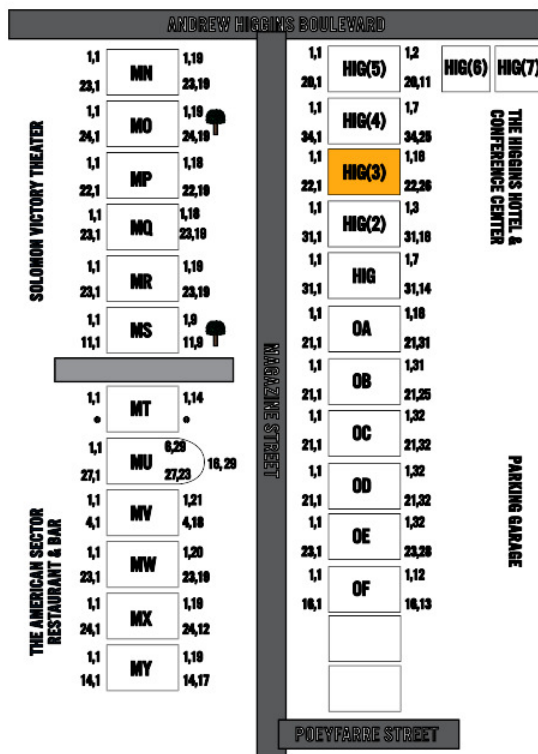 ANDREW HIGGINS BOULEVARD
SOLOMON VICTORY THEATER
1,1 MN 1,19
23,1 23,19
1,1 MO 1,19
24,1 24,19
1,1 MP 1,18
22,1 22,19
1,1 MQ 1,18
23,1 23,19
1,1 MR 1,19
23,1 23,19
1,1 MS 1,9
11,1 11,9
1,1 MT 1,14
1,1 MU 6,29
27,1 27,23
16,29
1,1 MV 1,21
4,1 4,18
1,1 MW 1,20
23,1 23,19
1,1 MX 1,19
24,1 24,12
1,1 MY 1,19
14,1 14,17
THE AMERICAN SECTOR
RESTAURANT & BAR
MAGAZINE STREET
1,1 HIG(5) 1,2
20,1 20,11
HIG(6) HIG(7)
1,1 HIG(4) 1,7
34,1 34,25
1,1 HIG(3) 1,18
22,1 22,26
1,1 HIG(2) 1,3
31,1 31,18
1,1 HIG 1,7
31,1 31,14
1,1 OA 1,18
21,1 21,31
1,1 OB 1,31
21,1 21,25
1,1 OC 1,32
21,1 21,32
1,1 OD 1,32
21,1 21,32
1,1 OE 1,32
23,1 23,28
1,1 OF 1,12
16,1 16,13
THE HIGGINS HOTEL &
CONFERENCE CENTER
PARKING GARAGE
POEYFARRE STREET